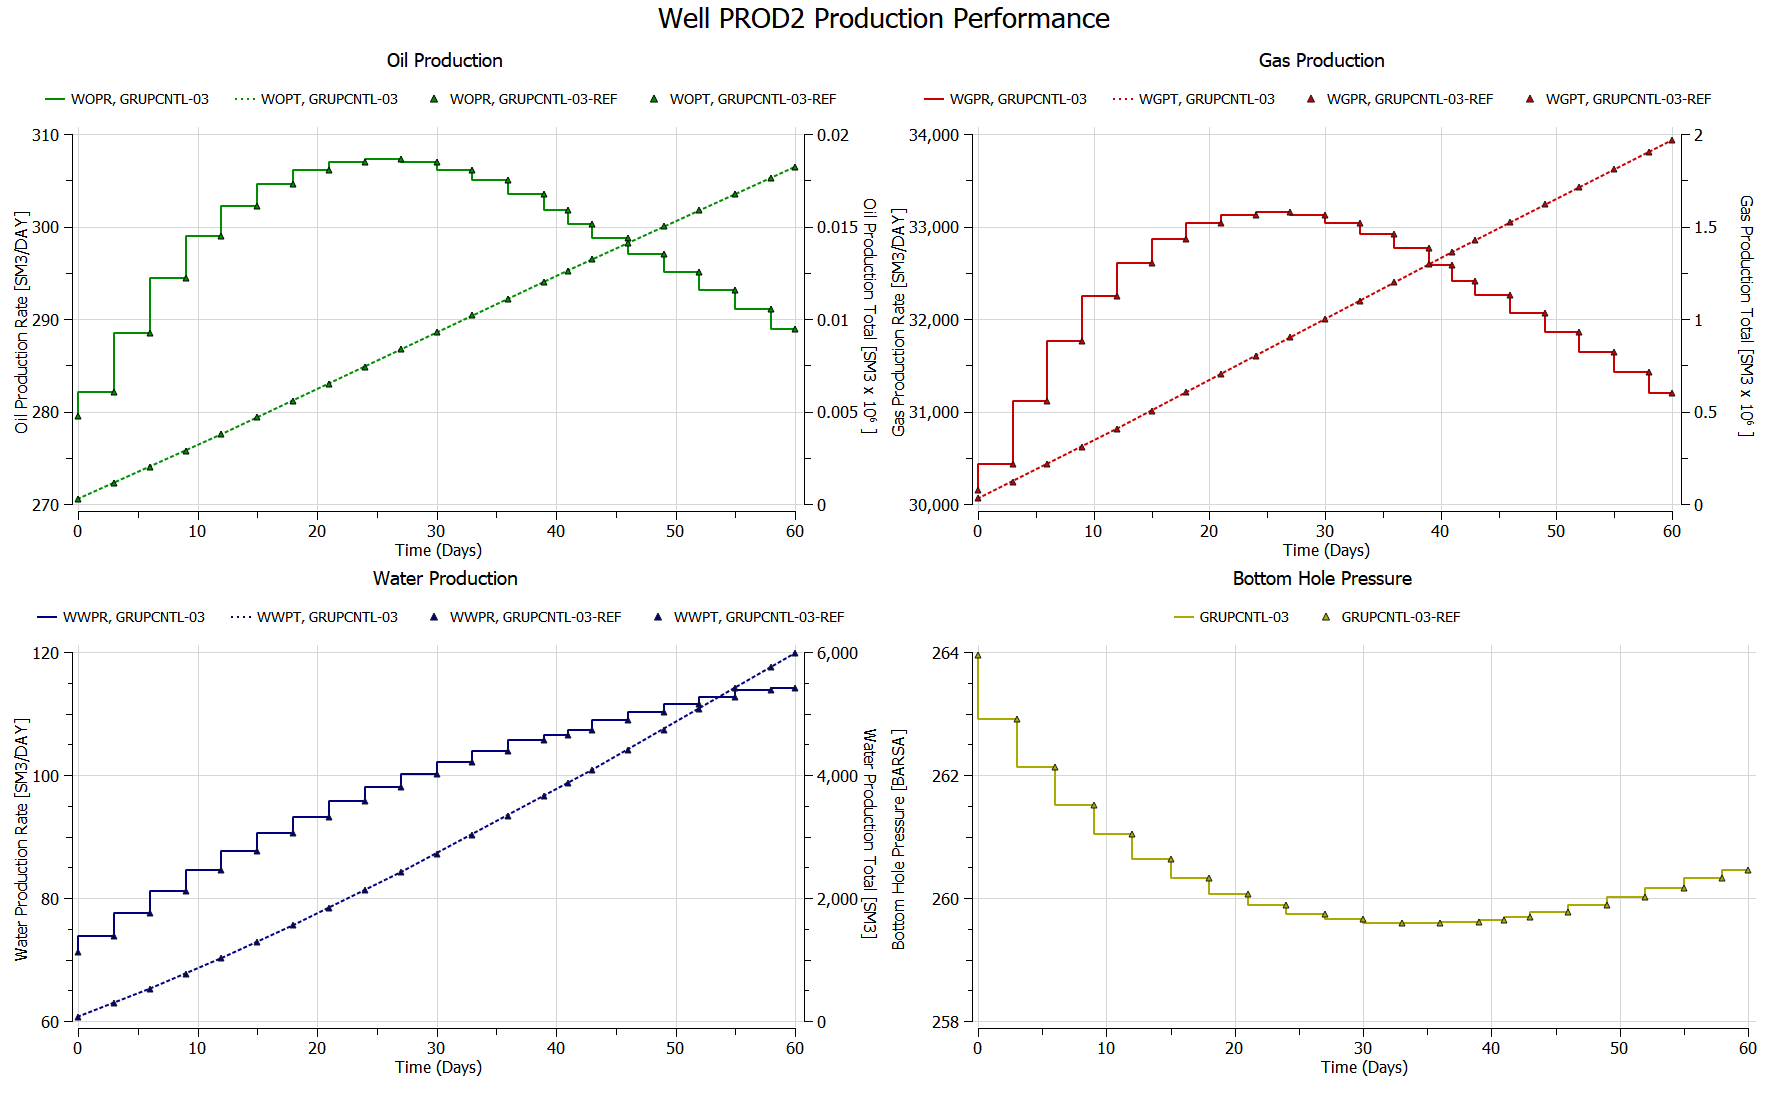 Well PROD2 Production Performance
Oil Production
WOPR, GRUPCNTL-03 WOPT, GRUPCNTL-03 WOPR, GRUPCNTL-03-REF WOPT, GRUPCNTL-03-REF
310
300
290
280
270
Oil Production Rate [SM3/DAY]
0.02
0.015
0.01
0.005
0
Oil Production Total [SM3 x 10⁶ ]
0 10 20 30 40 50 60
Time (Days)
Gas Production
WGPR, GRUPCNTL-03 WGPT, GRUPCNTL-03 WGPR, GRUPCNTL-03-REF WGPT, GRUPCNTL-03-REF
34,000
33,000
32,000
31,000
30,000
Gas Production Rate [SM3/DAY]
2
1.5
1
0.5
0
Gas Production Total [SM3 x 10⁶ ]
0 10 20 30 40 50 60
Time (Days)
Water Production
WWPR, GRUPCNTL-03 WWPT, GRUPCNTL-03 WWPR, GRUPCNTL-03-REF WWPT, GRUPCNTL-03-REF
120
100
80
60
Water Production Rate [SM3/DAY]
6,000
4,000
2,000
0
Water Production Total [SM3]
0 10 20 30 40 50 60
Time (Days)
Bottom Hole Pressure
GRUPCNTL-03 GRUPCNTL-03-REF
264
262
260
258
Bottom Hole Pressure [BARSA]
0 10 20 30 40 50 60
Time (Days)